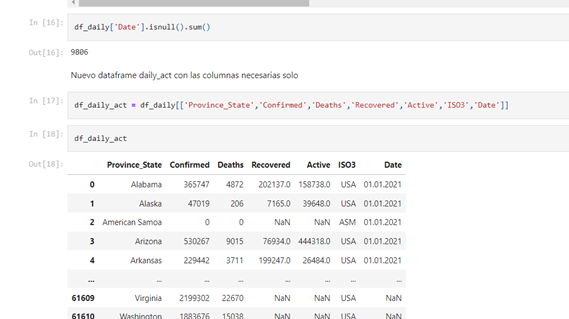 In [16]: df_daily['Date'].isnull().sum()
Out[16]: 9806
Nuevo dataframe daily_act con las columnas necesarias solo
In [17]: df_daily_act = df_daily[['Province_State','Confirmed','Deaths','Recovered','Active','ISO3','Date']]
In [18]: df_daily_act
Out[18]:
Province_State Confirmed Deaths Recovered Active ISO3 Date
0 Alabama 365747 4872 202137.0 158738.0 USA 01.01.2021
1 Alaska 47019 206 7165.0 39648.0 USA 01.01.2021
2 American Samoa 0 0 NaN NaN ASM 01.01.2021
3 Arizona 530267 9015 76934.0 444318.0 USA 01.01.2021
4 Arkansas 229442 3711 199247.0 26484.0 USA 01.01.2021
... ... ... ... ... ... ... ...
61609 Virginia 2199302 22670 NaN NaN USA NaN
61610 Washington 1883676 15038 NaN NaN USA NaN